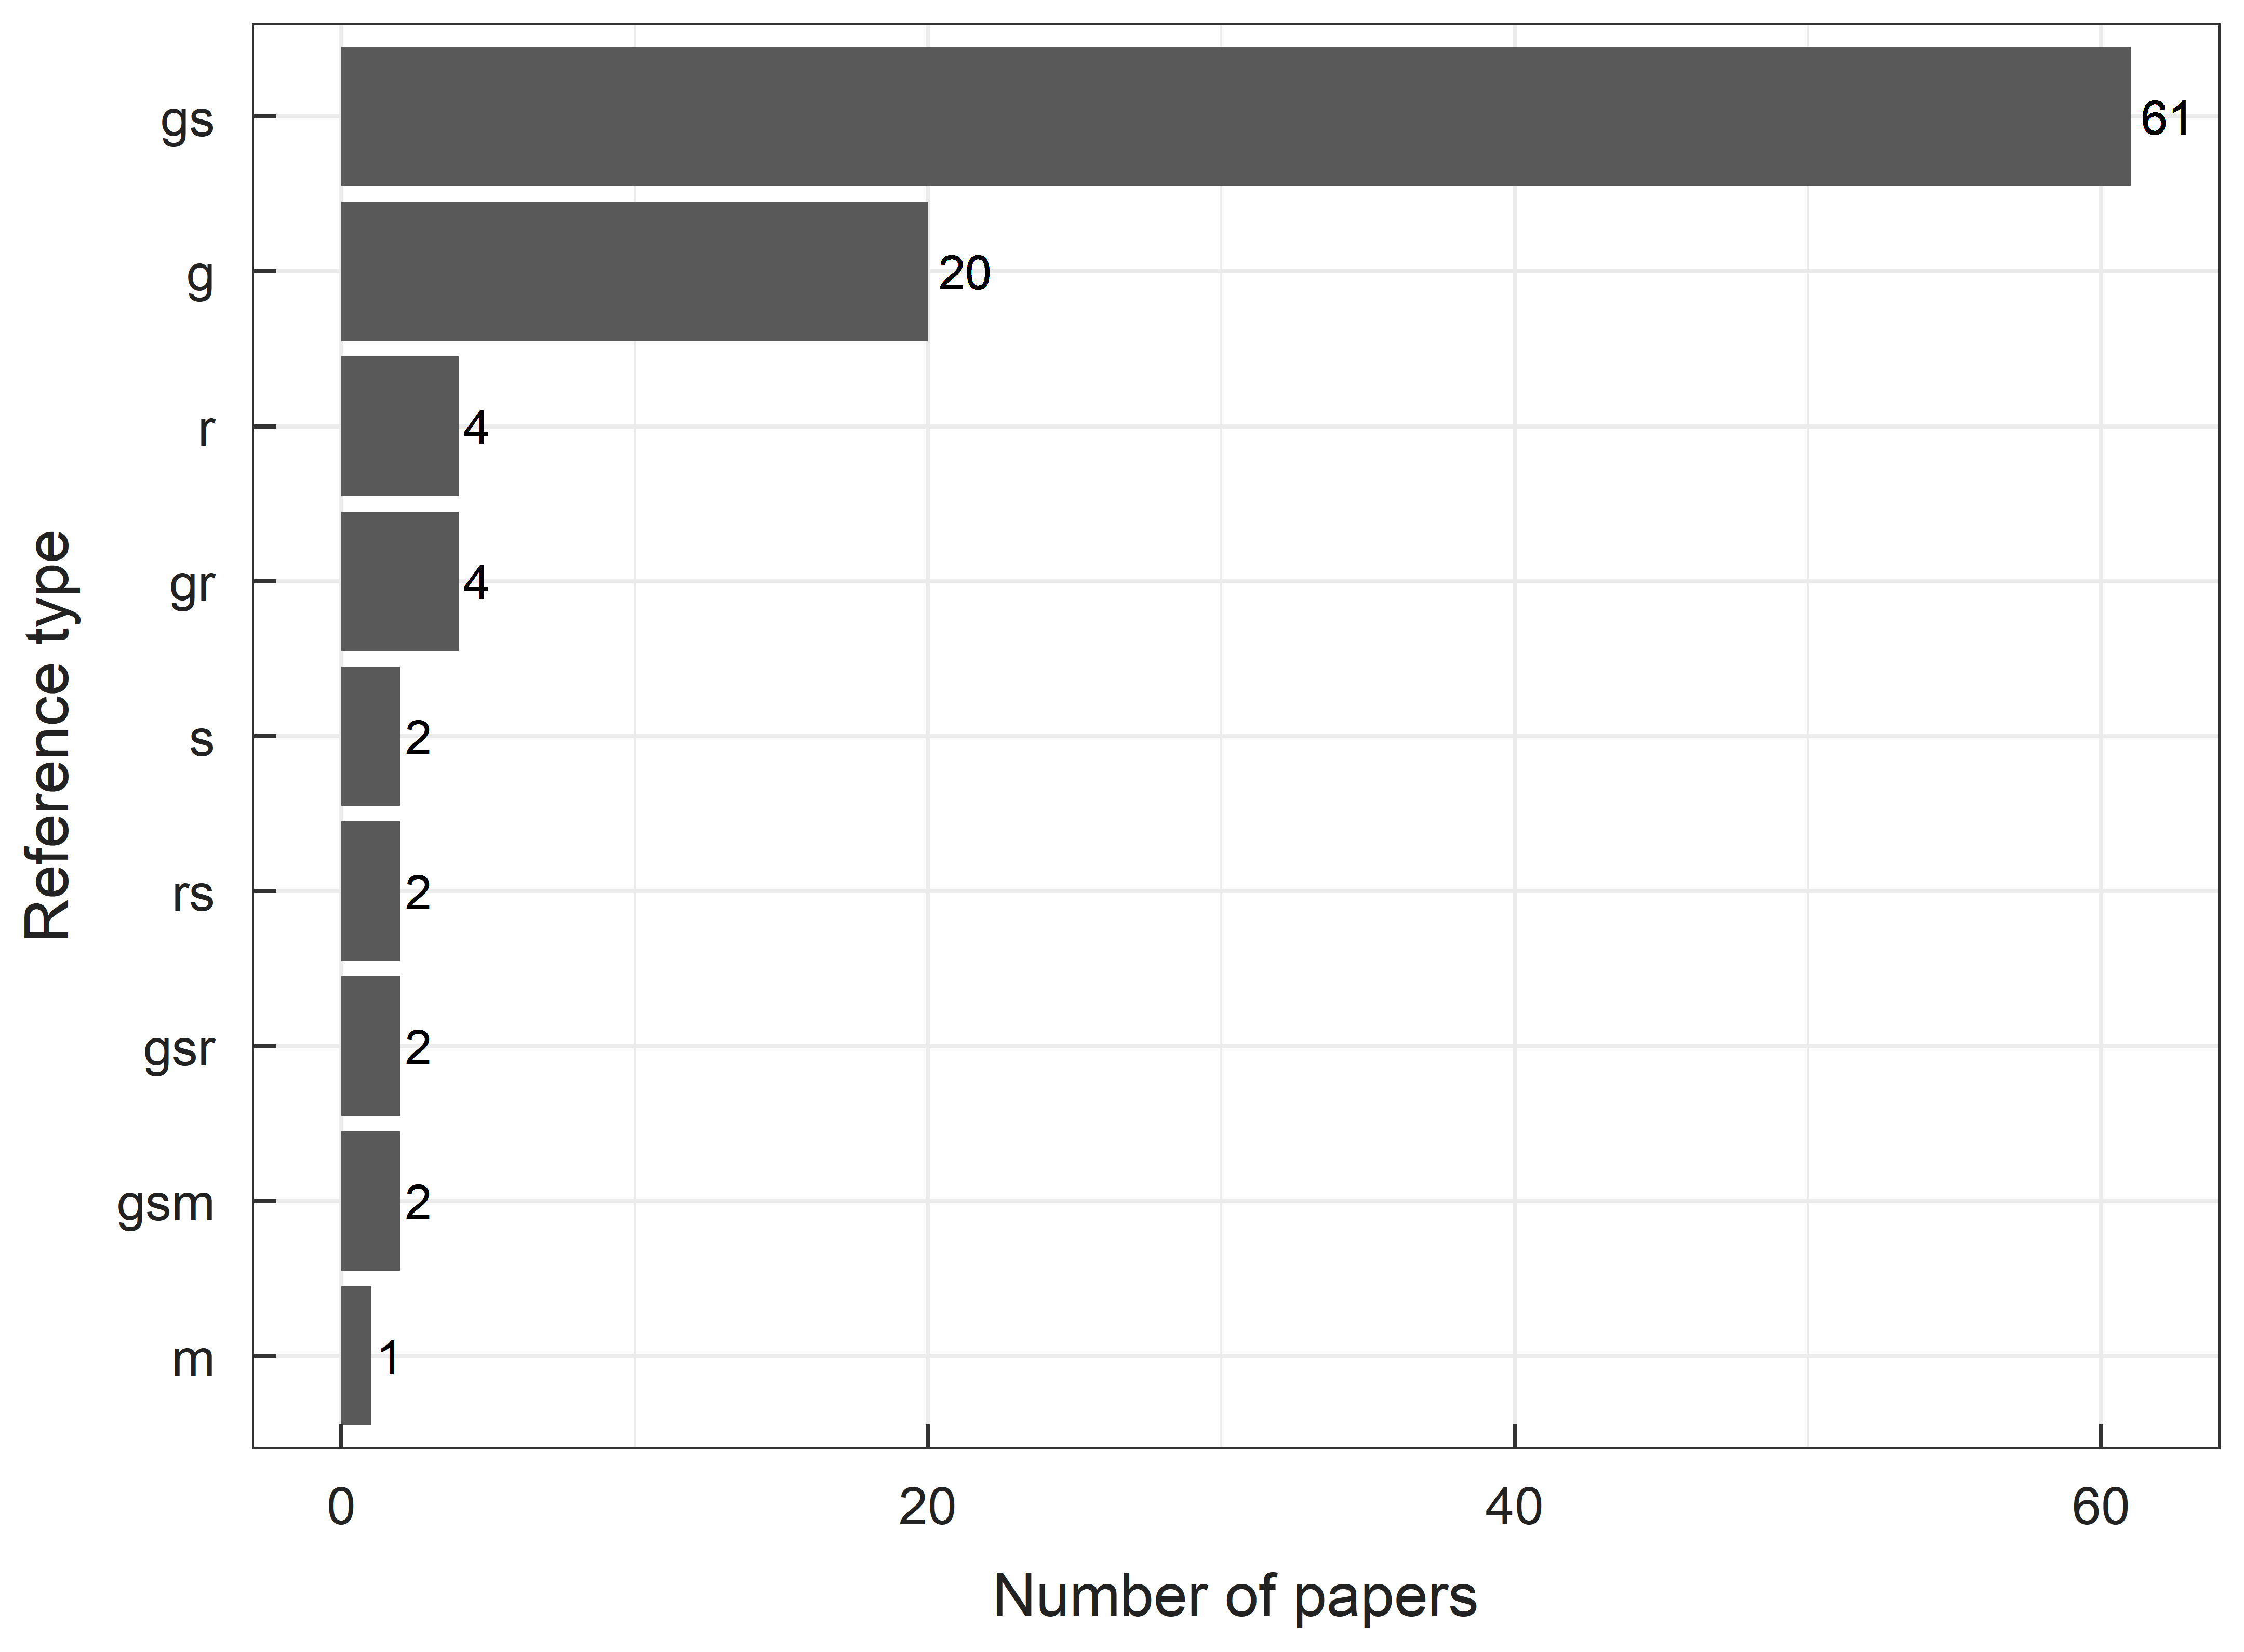 Reference type
gs 61
g 20
r 4
gr 4
s 2
rs 2
gsr 2
gsm 2
m 1
0 20 40 60
Number of papers